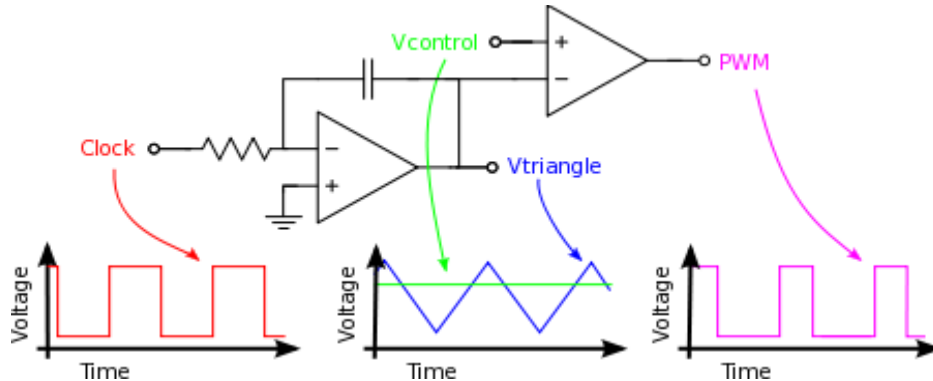 Vcontrol
+
−
PWM
Clock
−
+
Vtriangle
Voltage
Time
Voltage
Time
Voltage
Time